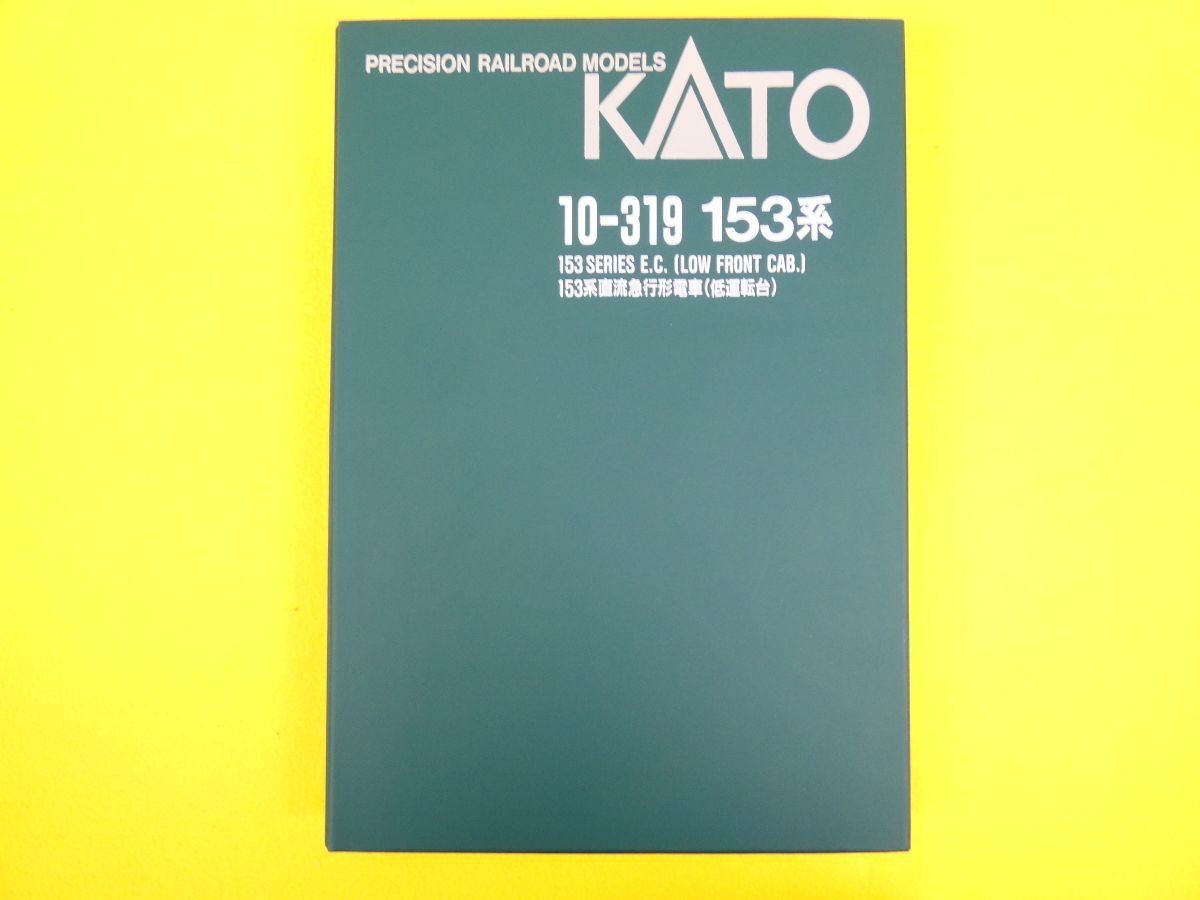 PRECISION RAILROAD MODELS
KATO
10-319 153系
153 SERIES E.C. (LOW FRONT CAB.)
153系直流急行形電車(低運転台)